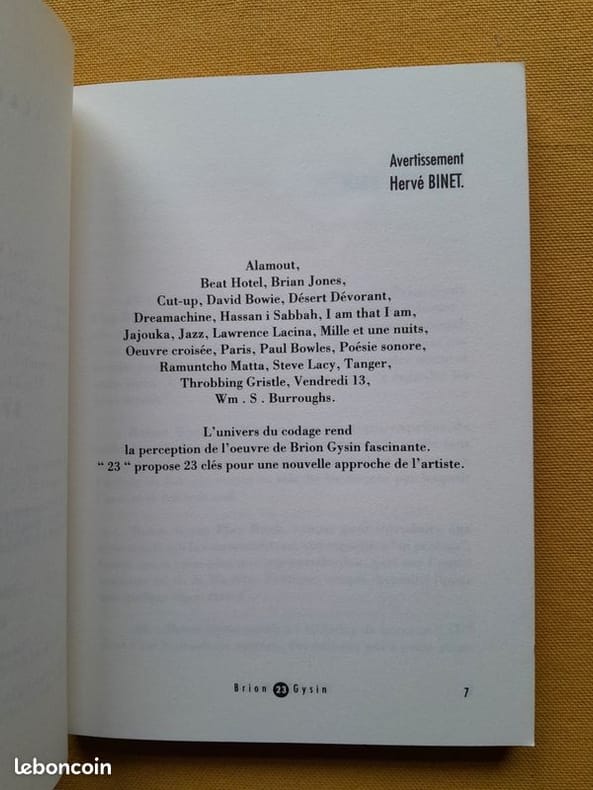 Avertissement
Hervé BINET.
Alamout,
Beat Hotel, Brian Jones,
Cut-up, David Bowie, Désert Dévorant,
Dreamachine, Hassan i Sabbah, I am that I am,
Jajouka, Jazz, Lawrence Lacina, Mille et une nuits,
Oeuvre croisée, Paris, Paul Bowles, Poésie sonore,
Ramuntcho Matta, Steve Lacy, Tanger,
Throbbing Gristle, Vendredi 13,
Wm . S . Burroughs.
L'univers du codage rend
la perception de l'oeuvre de Brion Gysin fascinante.
“ 23 “ propose 23 clés pour une nouvelle approche de l'artiste.
Brion 23 Gysin
7
leboncoin